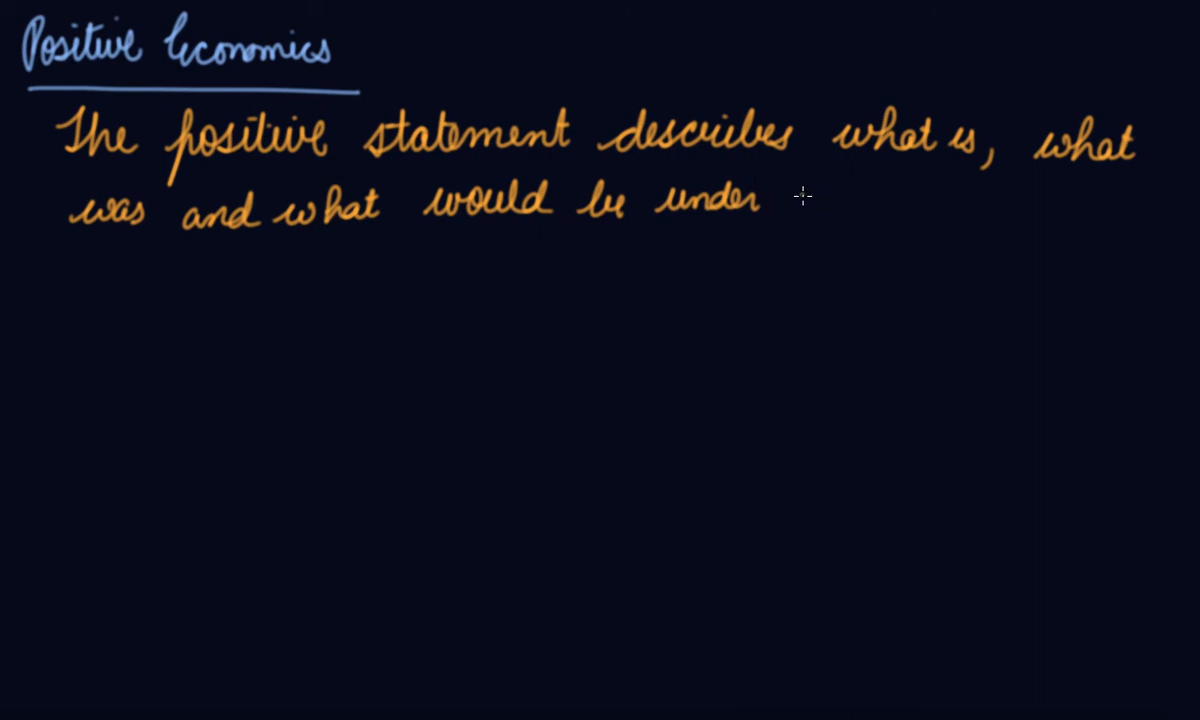 Positive Economics
The positive statement describes what is, what
was and what would be under